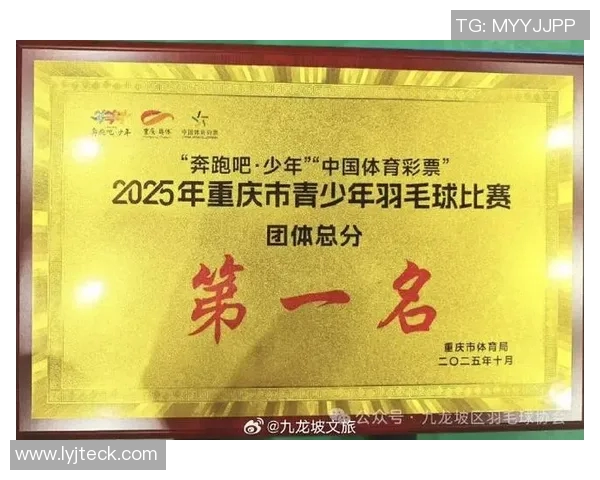 TG: MYYJJPP
奔跑吧·少年 重庆·体育 中国体育彩票
“奔跑吧·少年”“中国体育彩票”
2025年重庆市青少年羽毛球比赛
团体总分
第一名
重庆市体育局
二〇二五年十月
公众号·九龙坡区羽毛球协会
@九龙坡文旅
www.lyjteck.com